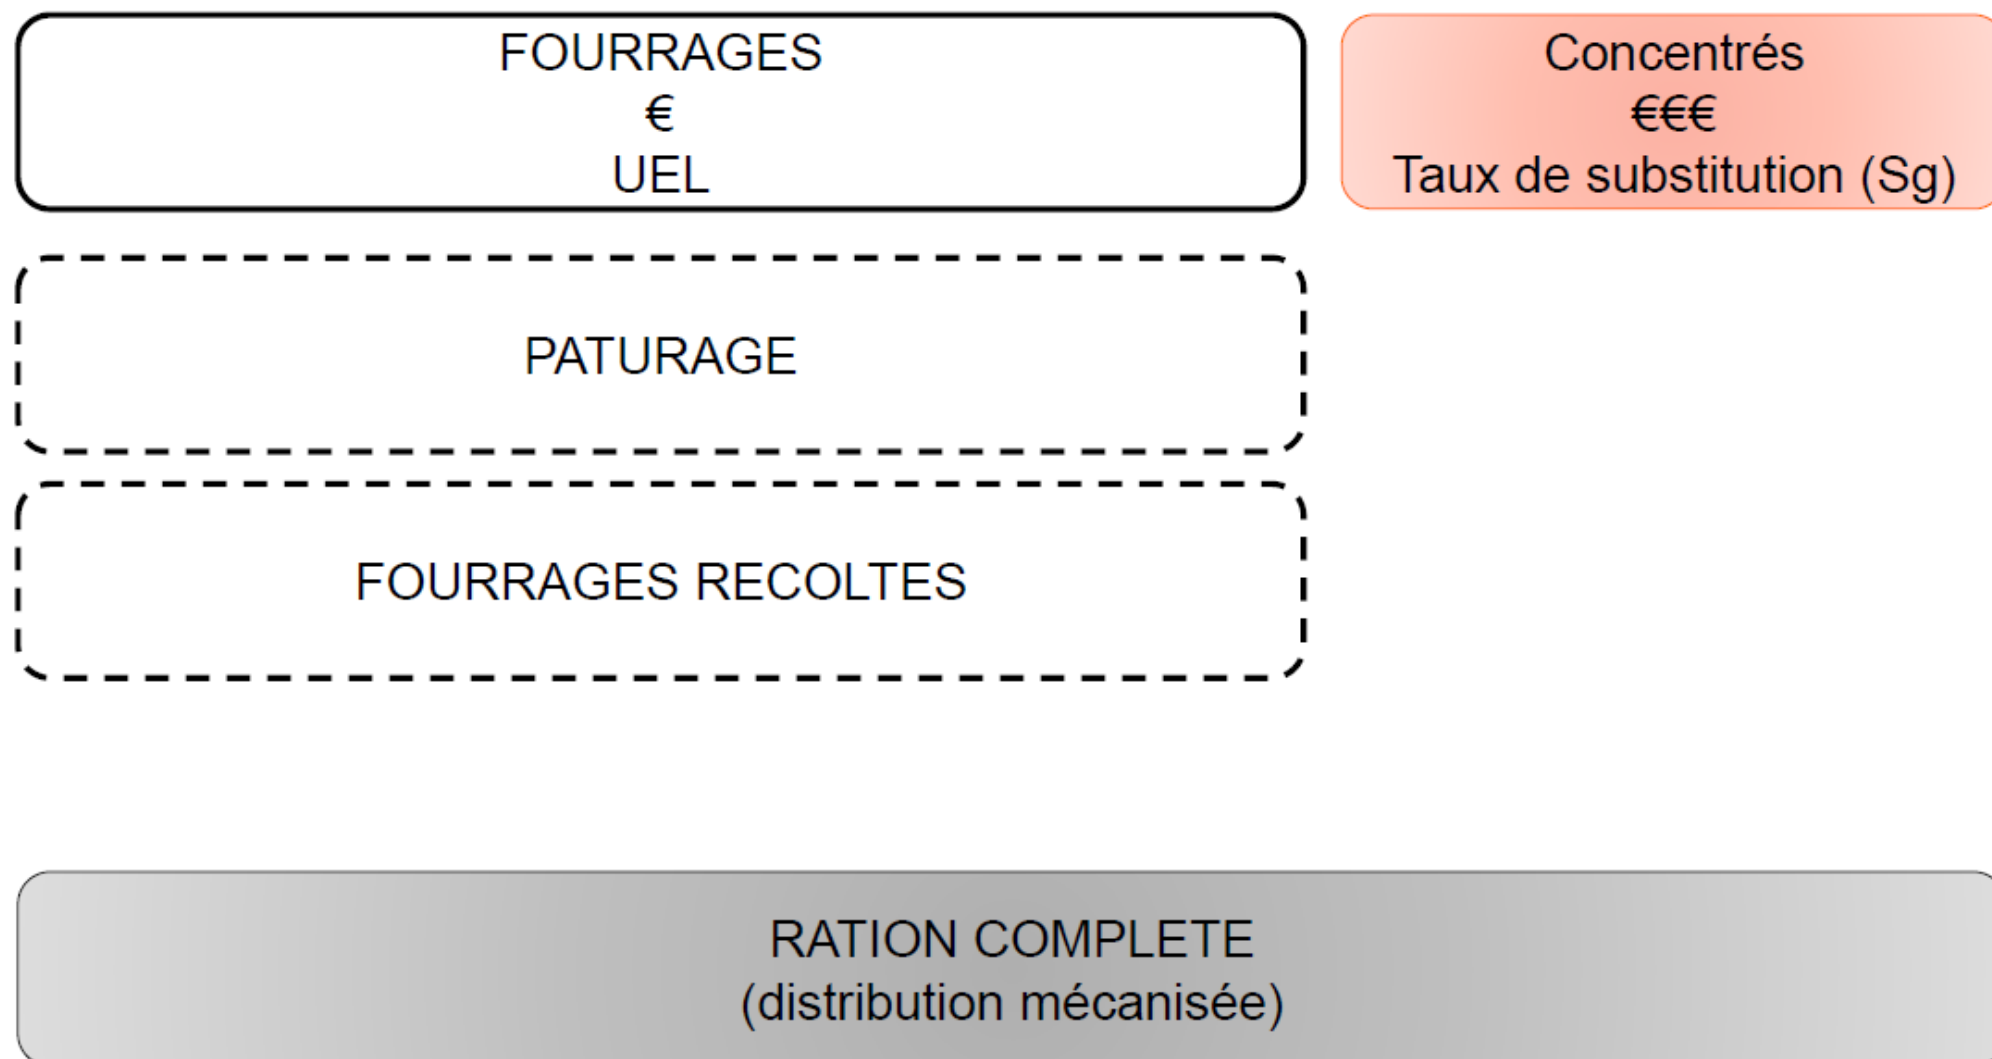 FOURRAGES
€
UEL
Concentrés
€€€
Taux de substitution (Sg)
PATURAGE
FOURRAGES RECOLTES
RATION COMPLETE
(distribution mécanisée)